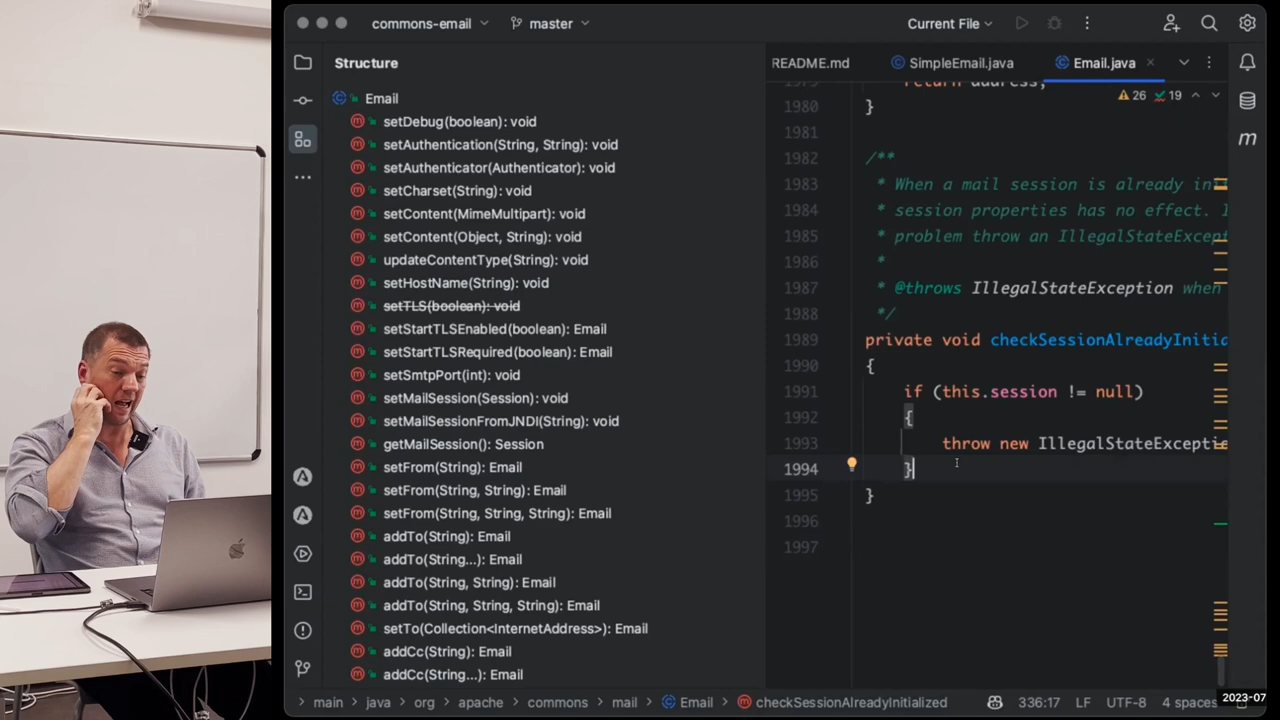 commons-email
master
Current File
Structure
README.md
SimpleEmail.java
Email.java
Email
setDebug(boolean): void
setAuthentication(String, String): void
setAuthenticator(Authenticator): void
setCharset(String): void
setContent(MimeMultipart): void
setContent(Object, String): void
updateContentType(String): void
setHostName(String): void
setTLS(boolean): void
setStartTLSEnabled(boolean): Email
setStartTLSRequired(boolean): Email
setSmtpPort(int): void
setMailSession(Session): void
setMailSessionFromJNDI(String): void
getMailSession(): Session
setFrom(String): Email
setFrom(String, String): Email
setFrom(String, String, String): Email
addTo(String): Email
addTo(String...): Email
addTo(String, String): Email
addTo(String, String, String): Email
setTo(Collection<InternetAddress>): Email
addCc(String): Email
addCc(String...): Email
26 19
1979 return address;
1980 }
1981
1982 /**
1983 * When a mail session is already ini
1984 * session properties has no effect. I
1985 * problem throw an IllegalStateExcept
1986 *
1987 * @throws IllegalStateException when
1988 */
1989 private void checkSessionAlreadyInitia
1990 {
1991 if (this.session != null)
1992 {
1993 throw new IllegalStateExceptio
1994 }
1995 }
1996
1997
main > java > org > apache > commons > mail > Email > checkSessionAlreadyInitialized
336:17 LF UTF-8 4 spaces
2023-07